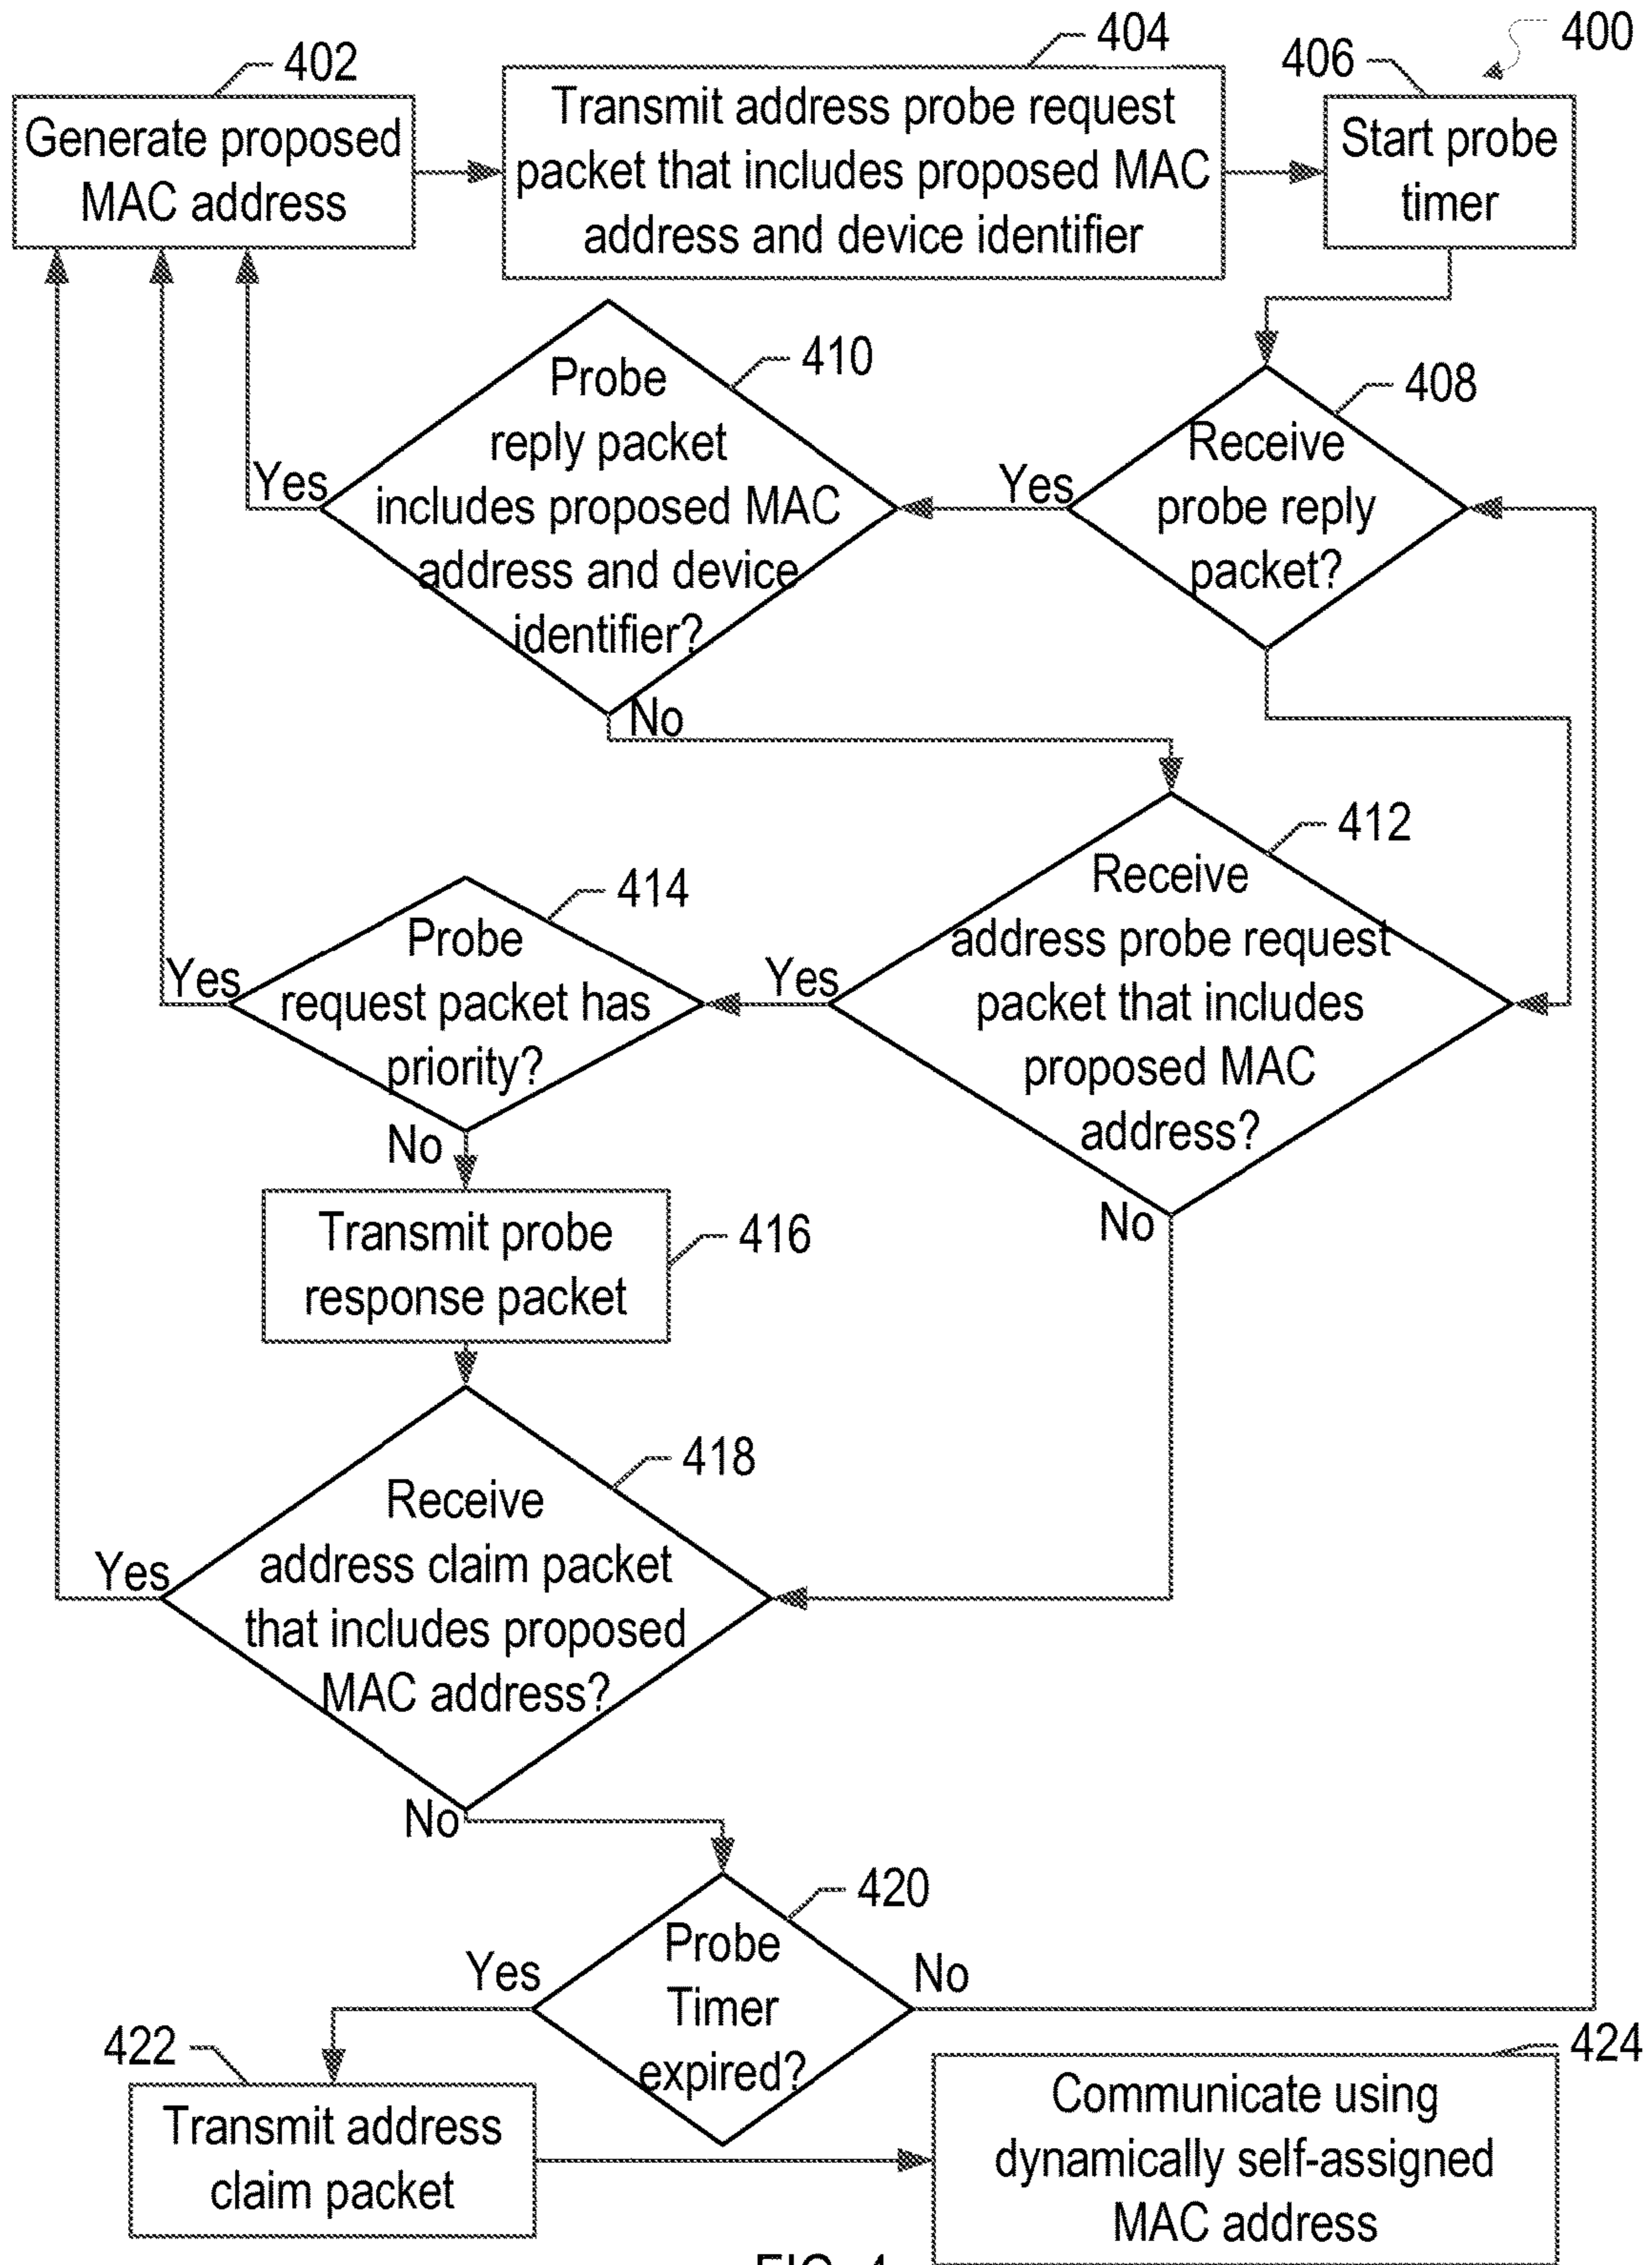 400
402
Generate proposed
MAC address
404
Transmit address probe request
packet that includes proposed MAC
address and device identifier
406
Start probe
timer
408
Receive
probe reply
packet?
Yes
410
Probe
reply packet
includes proposed MAC
address and device
identifier?
Yes
No
412
Receive
address probe request
packet that includes
proposed MAC
address?
Yes
No
414
Probe
request packet has
priority?
Yes
No
416
Transmit probe
response packet
418
Receive
address claim packet
that includes proposed
MAC address?
Yes
No
420
Probe
Timer
expired?
Yes
No
422
Transmit address
claim packet
424
Communicate using
dynamically self-assigned
MAC address